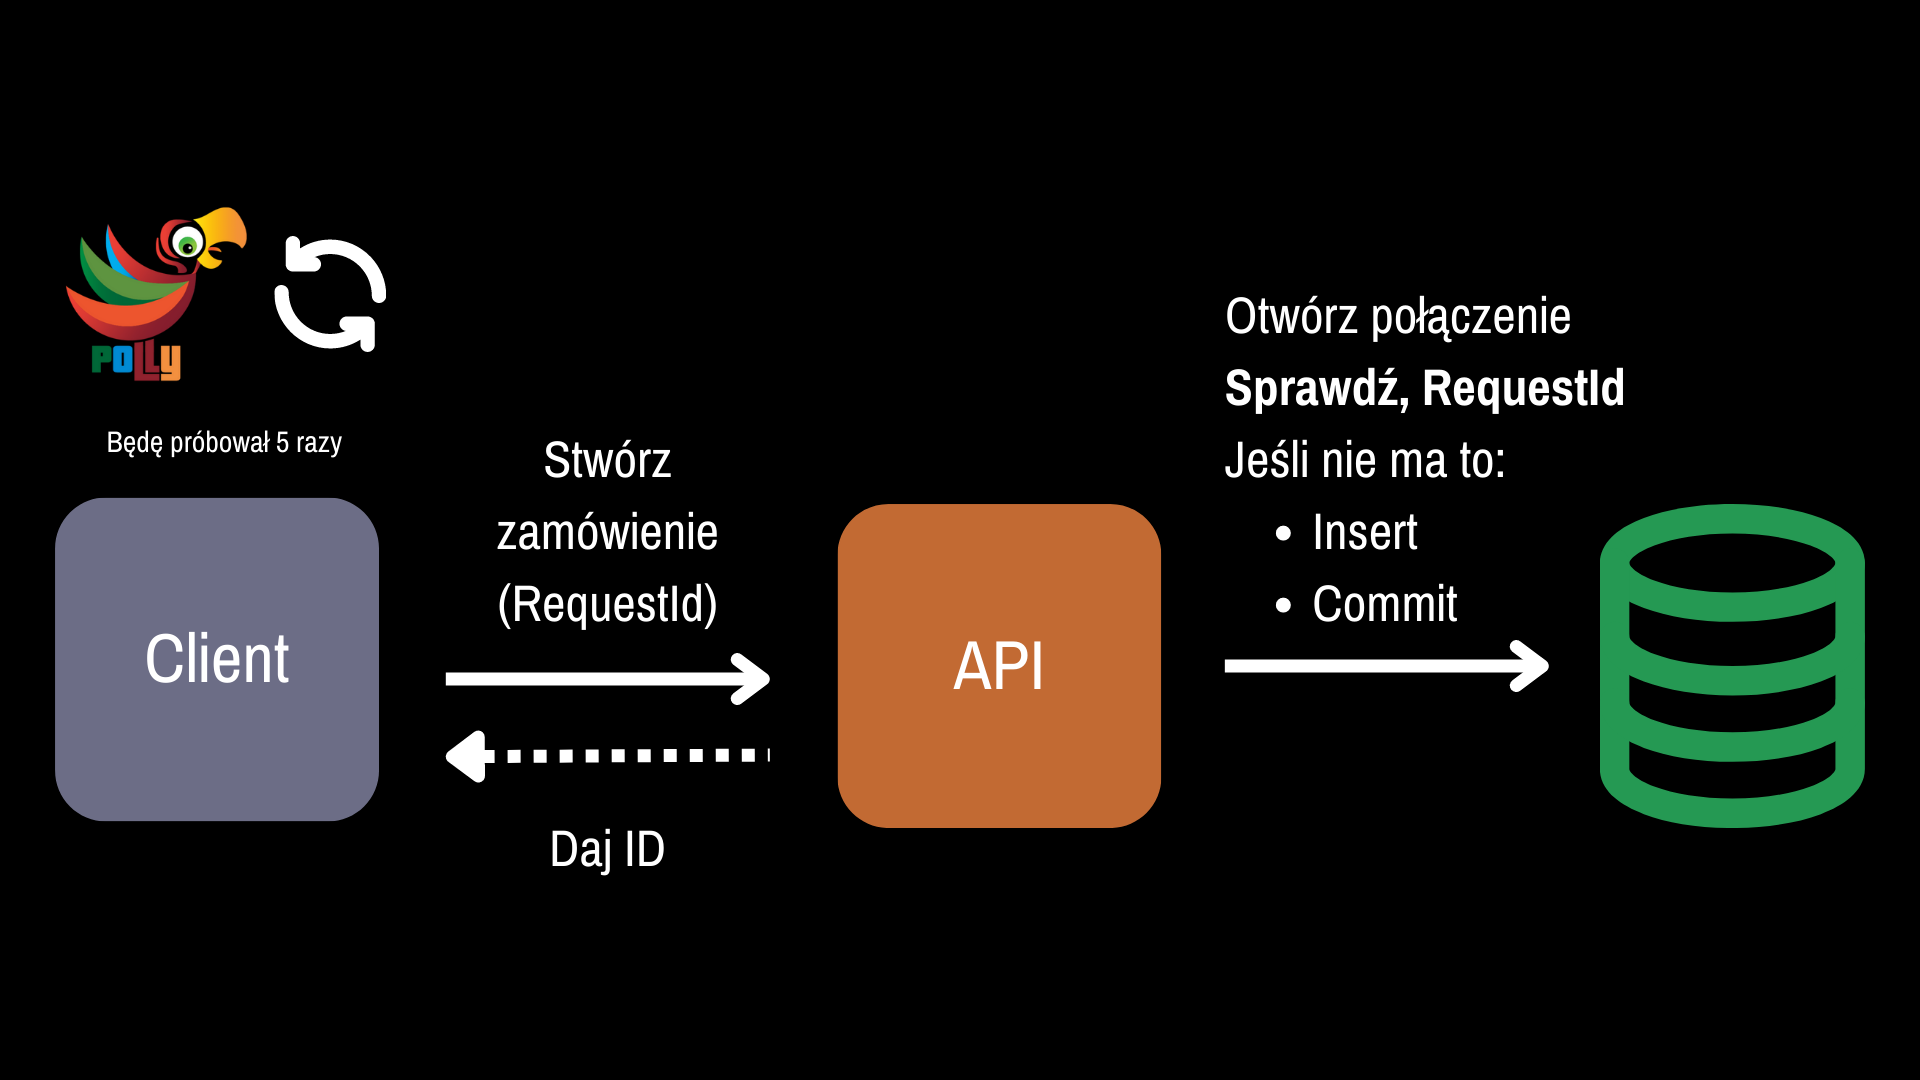 POLLY
Będę próbował 5 razy
Client
Stwórz
zamówienie
(RequestId)
Daj ID
API
Otwórz połączenie
Sprawdź, RequestId
Jeśli nie ma to:
• Insert
• Commit